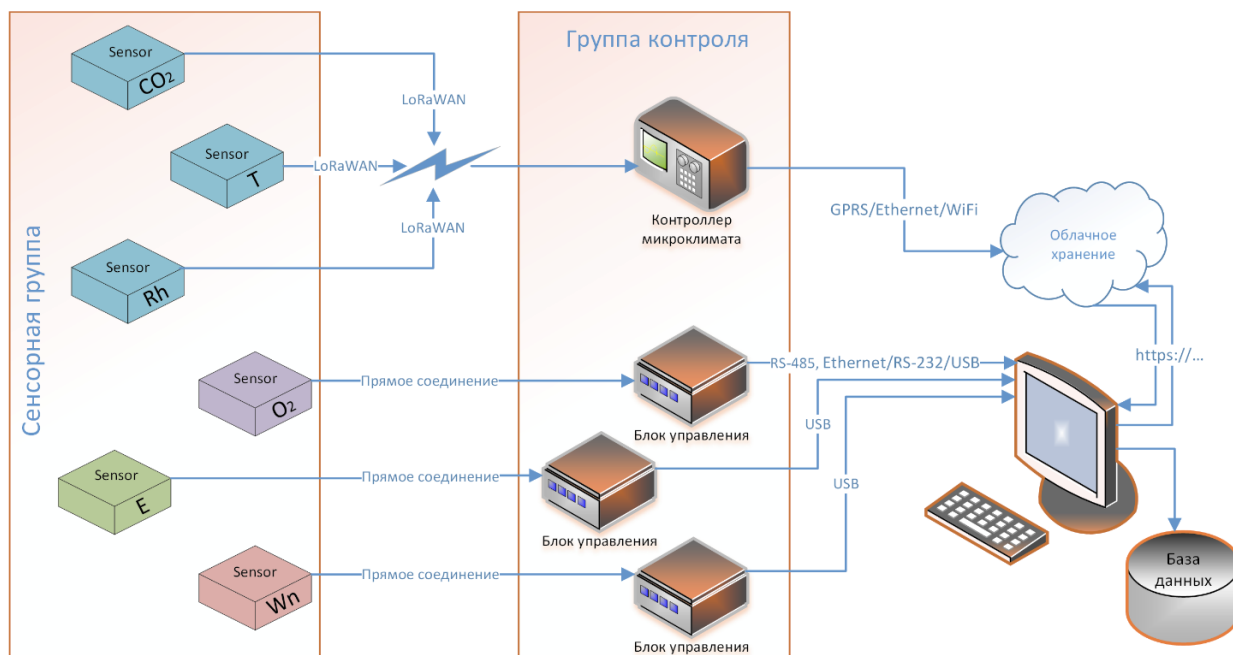 Сенсорная группа
Группа контроля
Sensor
CO₂
LoRaWAN
Sensor
T
LoRaWAN
LoRaWAN
Sensor
Rh
Контроллер
микроклимата
GPRS/Ethernet/WiFi
Облачное
хранение
https://...
Sensor
O₂
Прямое соединение
Блок управления
RS-485, Ethernet/RS-232/USB
Sensor
E
Прямое соединение
Блок управления
USB
Sensor
Wn
Прямое соединение
Блок управления
USB
База
данных